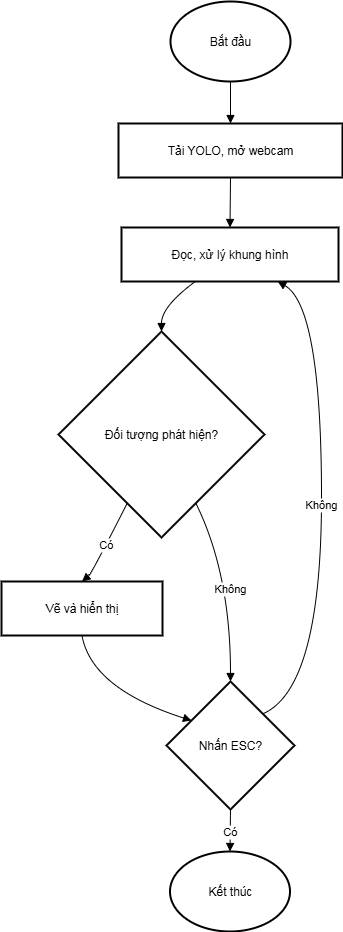 Bắt đầu
Tải YOLO, mở webcam
Đọc, xử lý khung hình
Đối tượng phát hiện?
Có
Không
Không
Vẽ và hiển thị
Nhấn ESC?
Có
Kết thúc